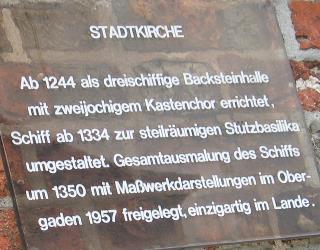 STADTKIRCHE
Ab 1244 als dreischiffige Backsteinhalle
mit zweijochigem Kastenchor errichtet,
Schiff ab 1334 zur steilräumigen Stutzbasilika
umgestaltet. Gesamtausmalung des Schiffs
um 1350 mit Maßwerkdarstellungen im Ober-
gaden 1957 freigelegt, einzigartig im Lande.